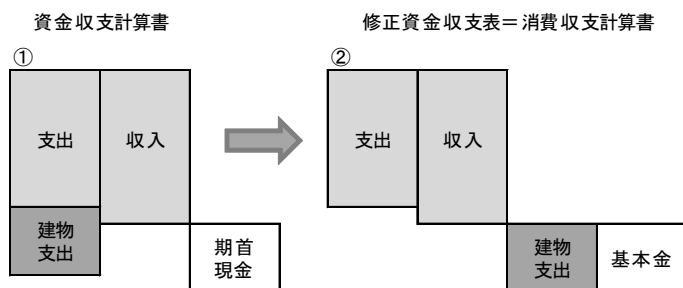 資金収支計算書
修正資金収支表＝消費収支計算書
①
②
支出
収入
支出
収入
建物
支出
期首
現金
建物
支出
基本金